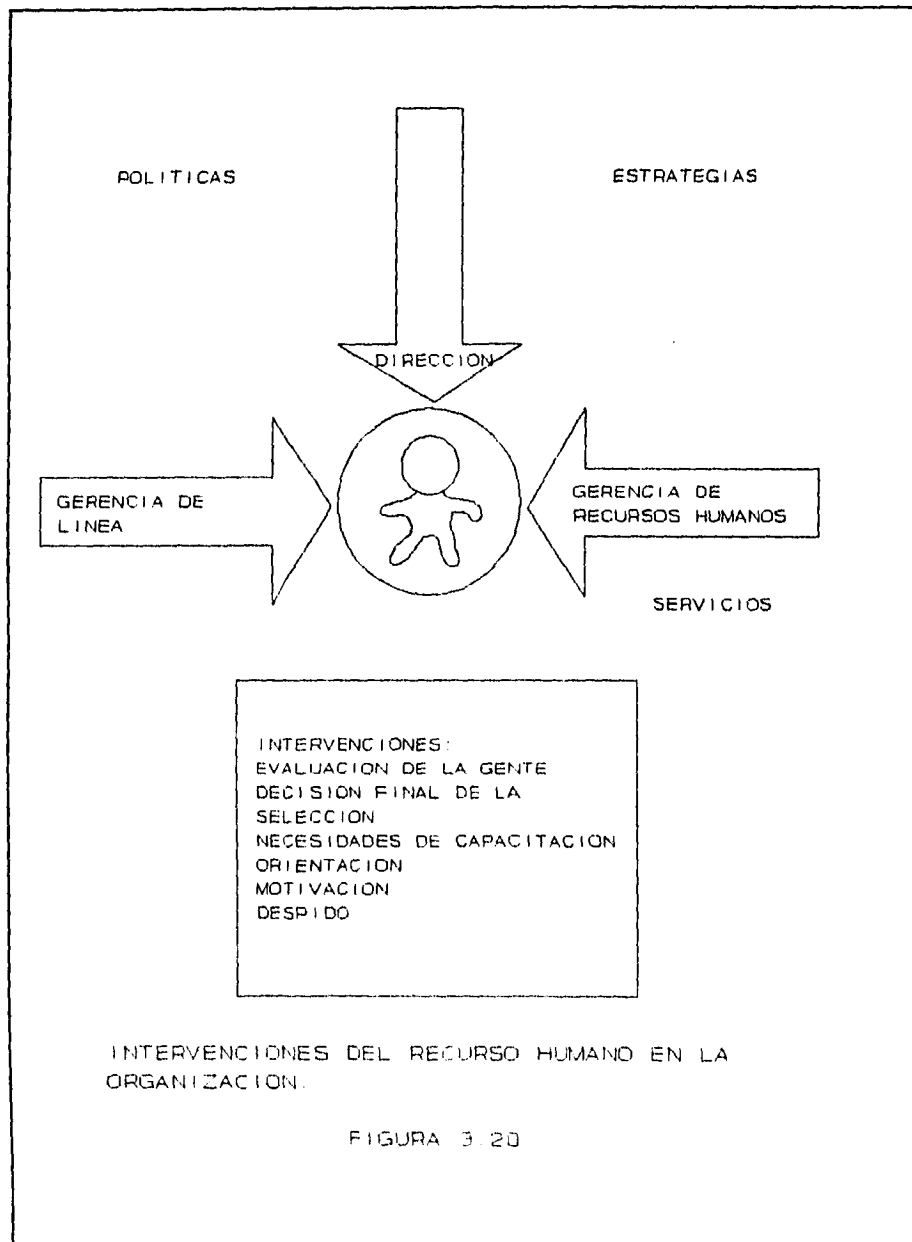 POLITICAS
ESTRATEGIAS
DIRECCION
GERENCIA DE
LINEA
GERENCIA DE
RECURSOS HUMANOS
SERVICIOS
INTERVENCIONES:
EVALUACION DE LA GENTE
DECISION FINAL DE LA
SELECCION
NECESIDADES DE CAPACITACION
ORIENTACION
MOTIVACION
DESPIDO
INTERVENCIONES DEL RECURSO HUMANO EN LA
ORGANIZACION.
FIGURA 3.20